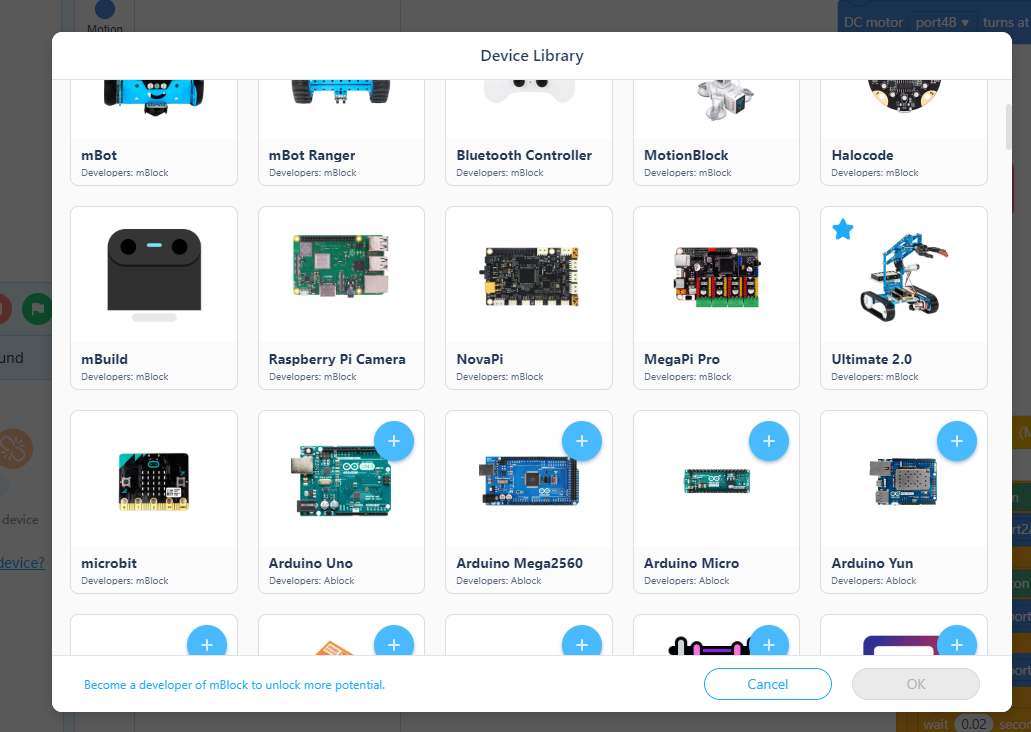 Motion
DC motor port4B ▾ turns at
Device Library
mBot
Developers: mBlock
mBot Ranger
Developers: mBlock
Bluetooth Controller
Developers: mBlock
MotionBlock
Developers: mBlock
Halocode
Developers: mBlock
mBuild
Developers: mBlock
Raspberry Pi Camera
Developers: mBlock
NovaPi
Developers: mBlock
MegaPi Pro
Developers: mBlock
Ultimate 2.0
Developers: mBlock
und
device
device?
microbit
Developers: mBlock
Arduino Uno
Developers: Ablock
Arduino Mega2560
Developers: Ablock
Arduino Micro
Developers: Ablock
Arduino Yun
Developers: Ablock
Become a developer of mBlock to unlock more potential.
Cancel
OK
wait 0.02 secon